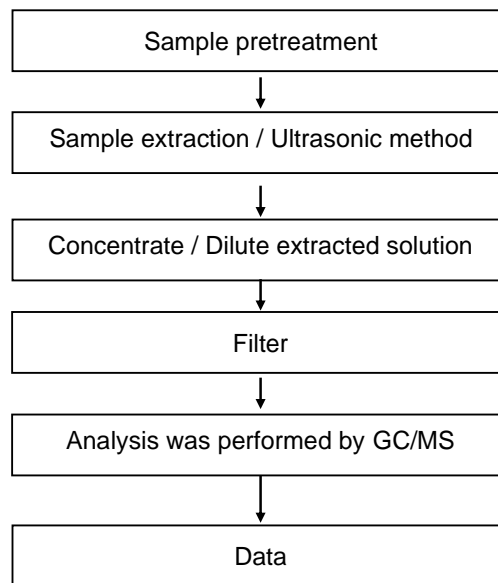 Sample pretreatment
Sample extraction / Ultrasonic method
Concentrate / Dilute extracted solution
Filter
Analysis was performed by GC/MS
Data